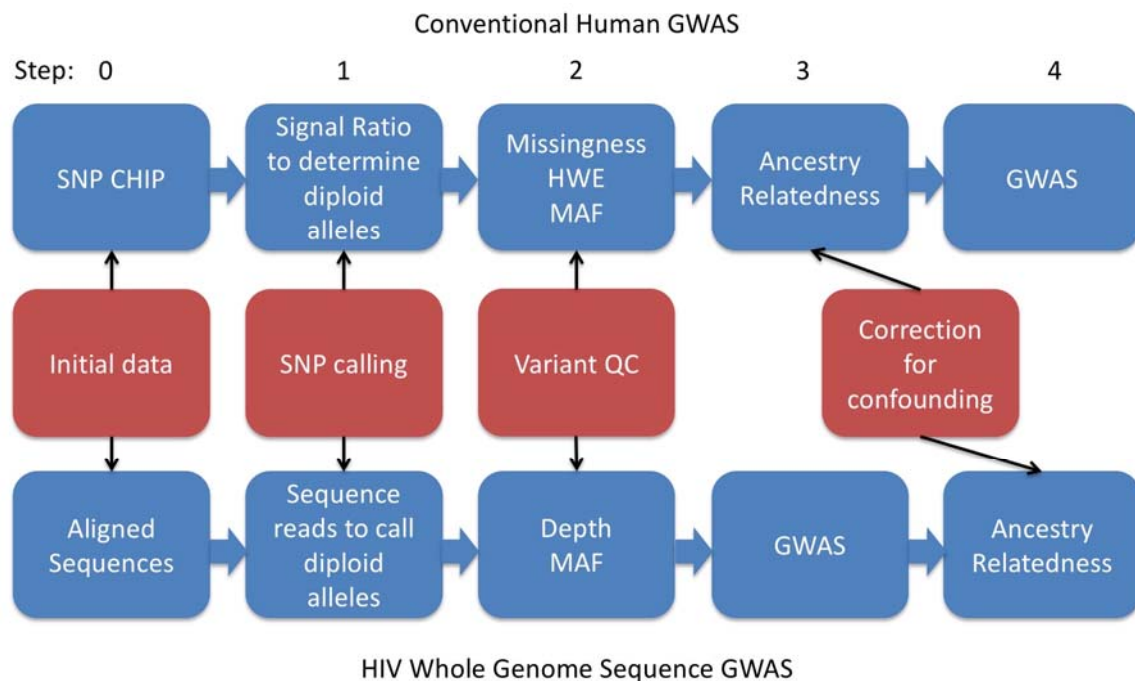 Conventional Human GWAS
Step: 0 1 2 3 4
SNP CHIP
Signal Ratio
to determine
diploid
alleles
Missingness
HWE
MAF
Ancestry
Relatedness
GWAS
Initial data
SNP calling
Variant QC
Correction
for
confounding
Aligned
Sequences
Sequence
reads to call
diploid
alleles
Depth
MAF
GWAS
Ancestry
Relatedness
HIV Whole Genome Sequence GWAS